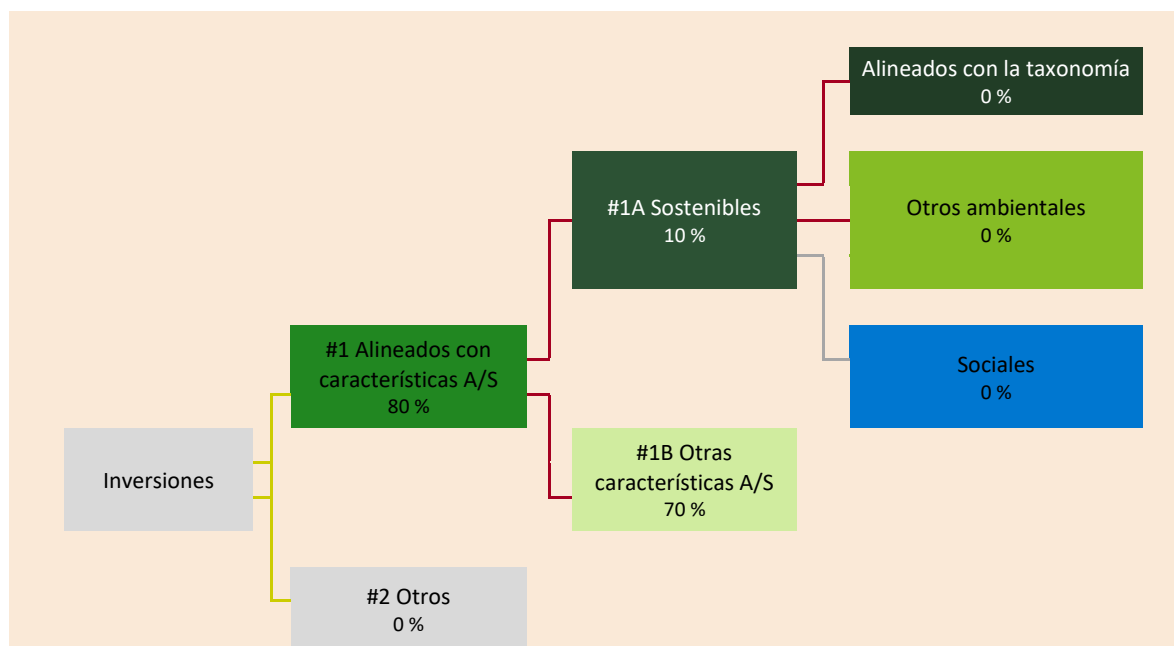 Alineados con la taxonomía
0 %
#1A Sostenibles
10 %
Otros ambientales
0 %
#1 Alineados con
características A/S
80 %
Sociales
0 %
Inversiones
#1B Otras
características A/S
70 %
#2 Otros
0 %